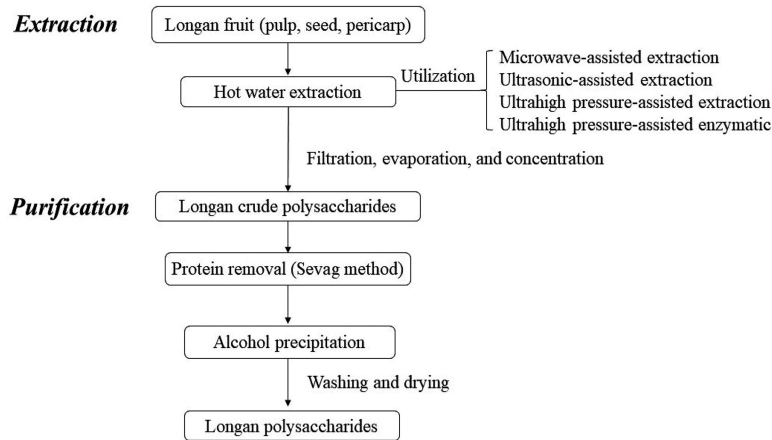 Extraction
Longan fruit (pulp, seed, pericarp)
Hot water extraction
Utilization
Microwave-assisted extraction
Ultrasonic-assisted extraction
Ultrahigh pressure-assisted extraction
Ultrahigh pressure-assisted enzymatic
Filtration, evaporation, and concentration
Purification
Longan crude polysaccharides
Protein removal (Sevag method)
Alcohol precipitation
Washing and drying
Longan polysaccharides